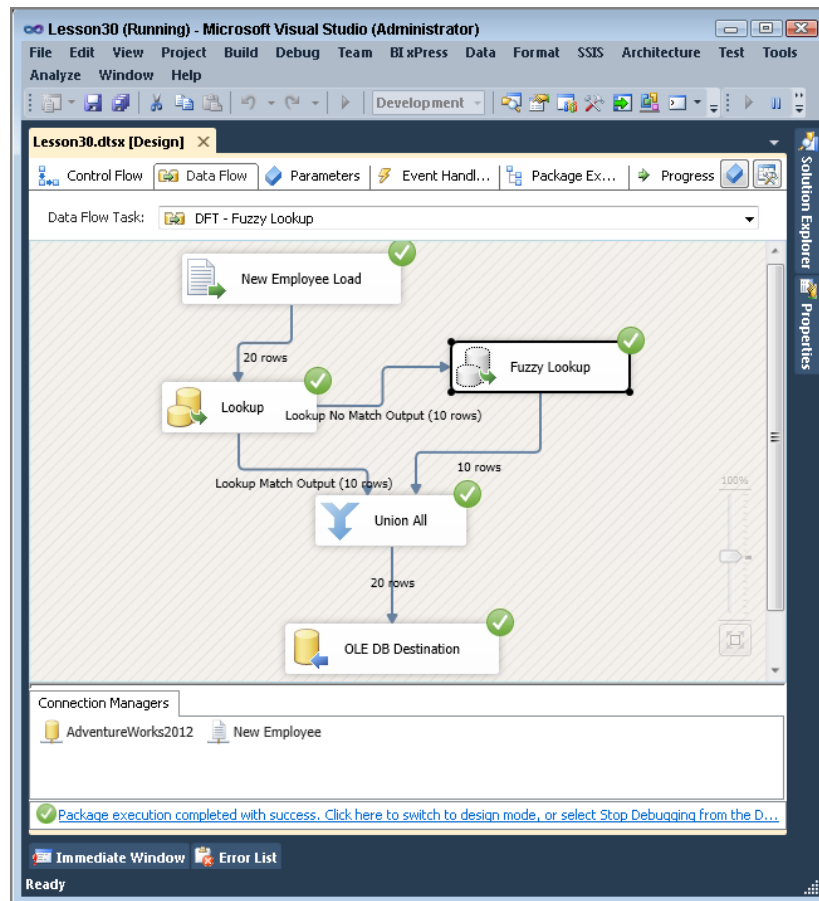 Lesson30 (Running) - Microsoft Visual Studio (Administrator)
File Edit View Project Build Debug Team BI xPress Data Format SSIS Architecture Test Tools
Analyze Window Help
Development
Lesson30.dtsx [Design]
Control Flow Data Flow Parameters Event Handl... Package Ex... Progress
Data Flow Task: DFT - Fuzzy Lookup
New Employee Load
20 rows
Fuzzy Lookup
Lookup
Lookup No Match Output (10 rows)
10 rows
Lookup Match Output (10 rows)
100%
Union All
20 rows
OLE DB Destination
Solution Explorer
Properties
Connection Managers
AdventureWorks2012 New Employee
Package execution completed with success. Click here to switch to design mode, or select Stop Debugging from the D...
Immediate Window Error List
Ready